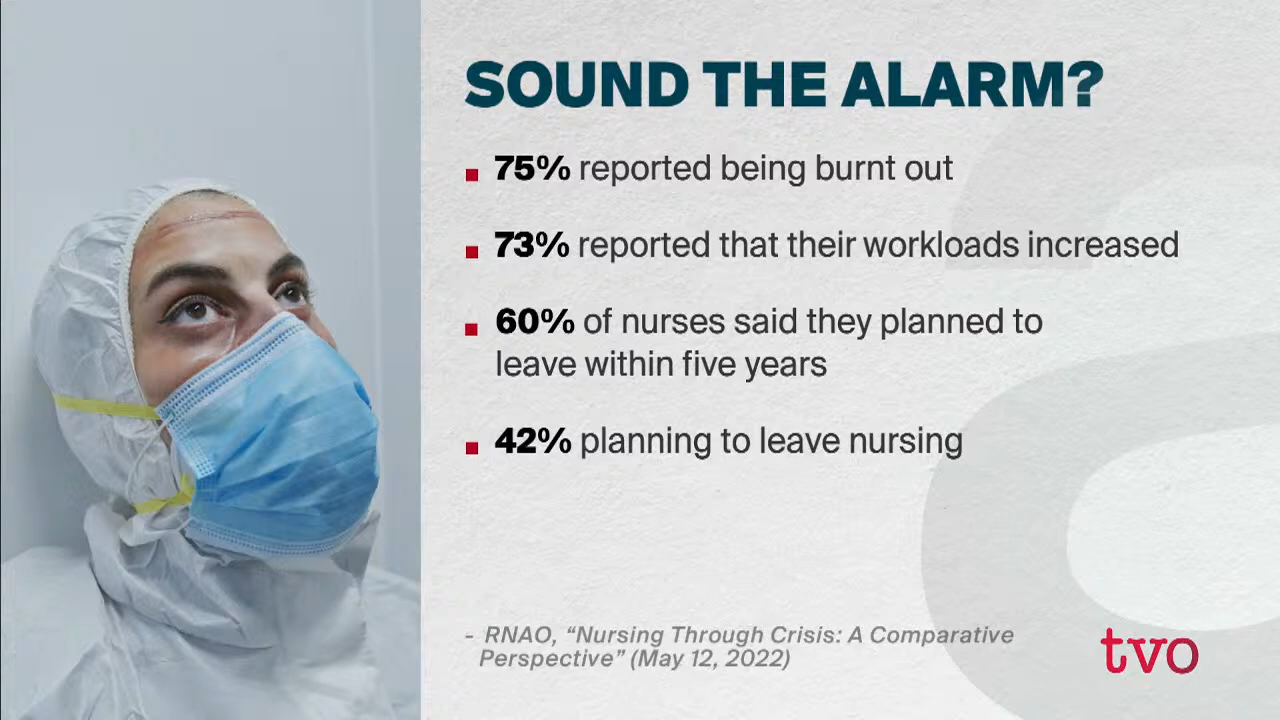 SOUND THE ALARM?
75% reported being burnt out
73% reported that their workloads increased
60% of nurses said they planned to
leave within five years
42% planning to leave nursing
- RNAO, “Nursing Through Crisis: A Comparative
Perspective” (May 12, 2022)
tvo